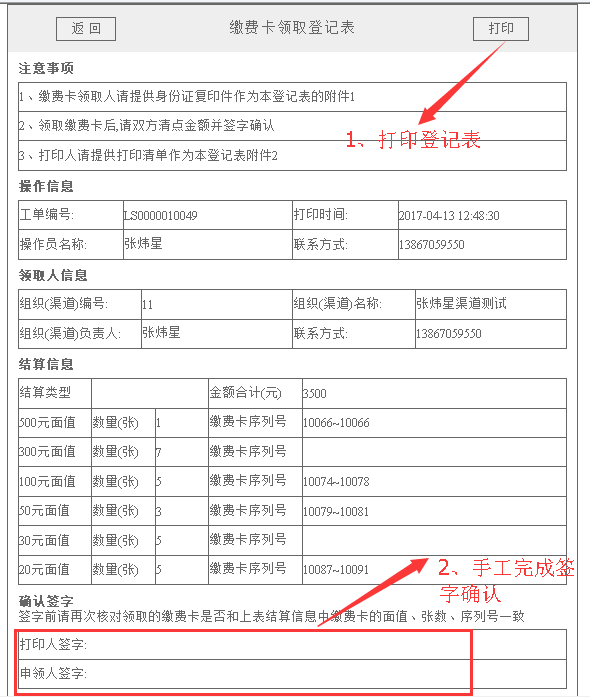 返 回 缴费卡领取登记表 打印
注意事项
1、缴费卡领取人请提供身份证复印件作为本登记表的附件1
2、领取缴费卡后,请双方清点金额并签字确认
1、打印登记表
3、打印人请提供打印清单作为本登记表附件2
操作信息
工单编号: LS0000010049 打印时间: 2017-04-13 12:48:30
操作员名称: 张炜星 联系方式: 13867059550
领取人信息
组织(渠道)编号: 11 组织(渠道)名称: 张炜星渠道测试
组织(渠道)负责人: 张炜星 联系方式: 13867059550
结算信息
结算类型 金额合计(元) 3500
500元面值 数量(张) 1 缴费卡序列号 10066~10066
300元面值 数量(张) 7 缴费卡序列号
100元面值 数量(张) 5 缴费卡序列号 10074~10078
50元面值 数量(张) 3 缴费卡序列号 10079~10081
30元面值 数量(张) 5 缴费卡序列号
20元面值 数量(张) 5 缴费卡序列号 10087~10091
2、手工完成签
字确认
确认签字
签字前请再次核对领取的缴费卡是否和上表结算信息中缴费卡的面值、张数、序列号一致
打印人签字:
申领人签字: